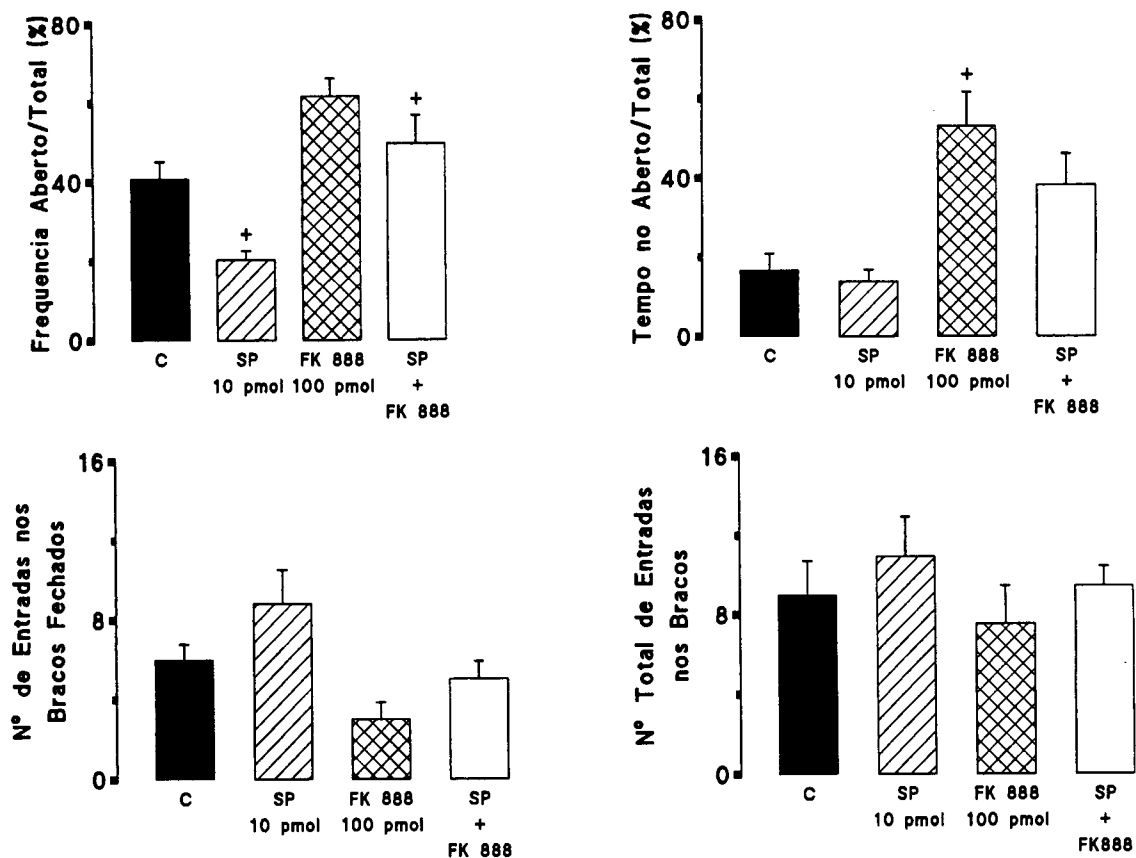 Frequencia Aberto/Total (%)
80
40
0
+
+
C
SP
10 pmol
FK 888
100 pmol
SP
+
FK 888
Tempo no Aberto/Total (%)
80
40
0
+
C
SP
10 pmol
FK 888
100 pmol
SP
+
FK 888
Nº de Entradas nos
Bracos Fechados
16
8
0
C
SP
10 pmol
FK 888
100 pmol
SP
+
FK 888
Nº Total de Entradas
nos Bracos
16
8
0
C
SP
10 pmol
FK 888
100 pmol
SP
+
FK888